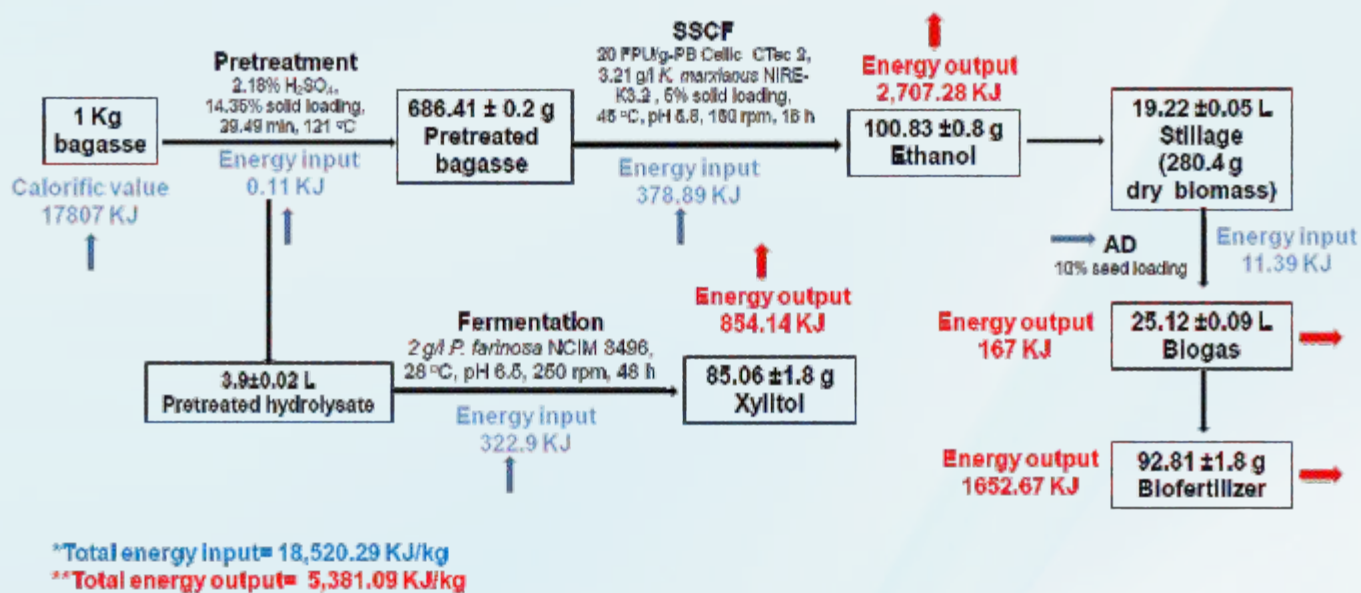 Pretreatment
2.18% H₂SO₄,
14.35% solid loading,
29.49 min, 121 ºC
SSCF
20 FPU/g-PB Cellic CTec 2,
3.21 g/l K. marxianus NIRE-
K3.2 , 5% solid loading,
45 ºC, pH 5.8, 150 rpm, 16 h
Energy output
2,707.28 KJ
1 Kg
bagasse
686.41 ± 0.2 g
Pretreated
bagasse
100.83 ±0.8 g
Ethanol
19.22 ±0.05 L
Stillage
(280.4 g
dry biomass)
Calorific value
17807 KJ
Energy input
0.11 KJ
Energy input
378.89 KJ
AD
10% seed loading
Energy input
11.39 KJ
Energy output
854.14 KJ
Energy output
167 KJ
25.12 ±0.09 L
Biogas
Fermentation
2 g/l P. farinosa NCIM 3496,
28 ºC, pH 6.5, 250 rpm, 48 h
3.9±0.02 L
Pretreated hydrolysate
85.06 ±1.8 g
Xylitol
Energy input
322.9 KJ
Energy output
1652.67 KJ
92.81 ±1.8 g
Biofertilizer
*Total energy input= 18,520.29 KJ/kg
**Total energy output= 5,381.09 KJ/kg